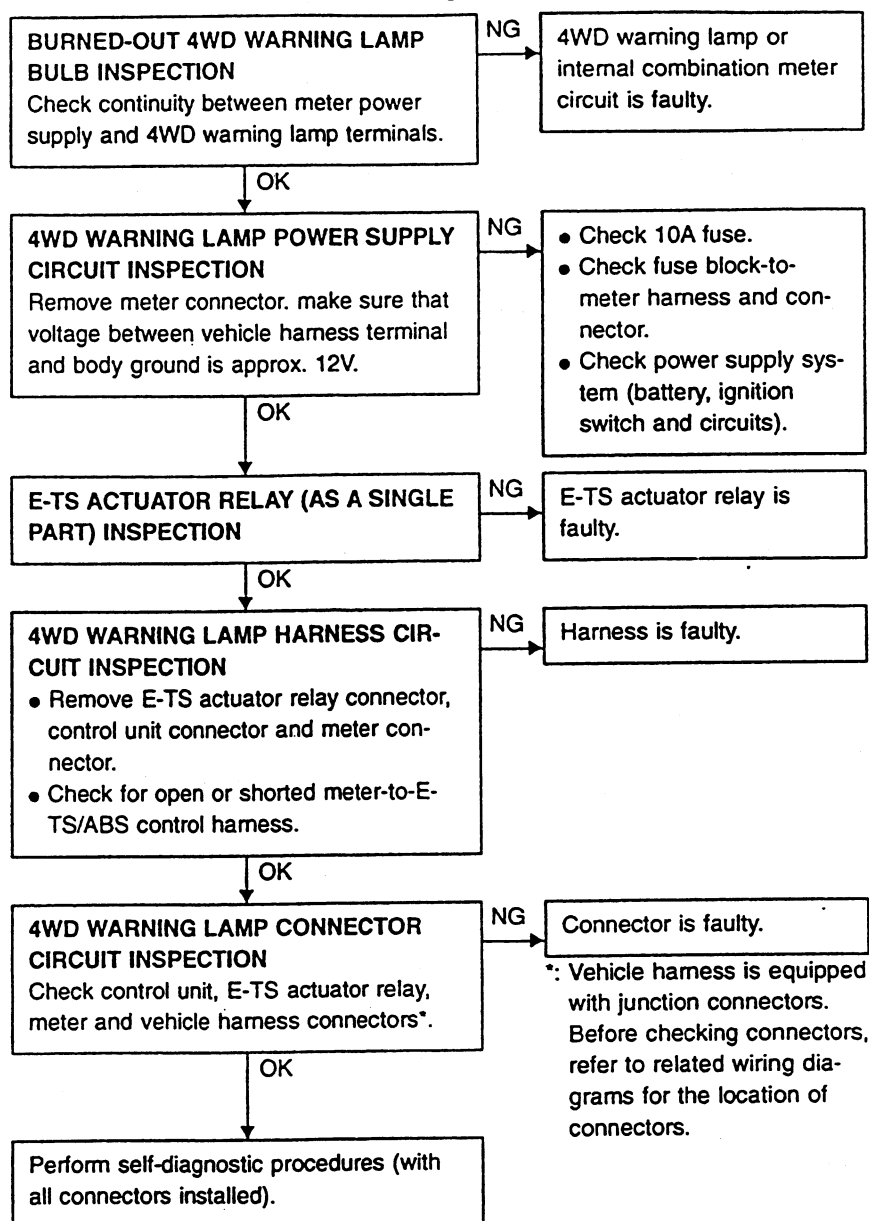 BURNED-OUT 4WD WARNING LAMP
BULB INSPECTION
Check continuity between meter power
supply and 4WD warning lamp terminals.
NG
4WD warning lamp or
internal combination meter
circuit is faulty.
OK
4WD WARNING LAMP POWER SUPPLY
CIRCUIT INSPECTION
Remove meter connector. make sure that
voltage between vehicle harness terminal
and body ground is approx. 12V.
NG
● Check 10A fuse.
● Check fuse block-to-
meter harness and con-
nector.
● Check power supply sys-
tem (battery, ignition
switch and circuits).
OK
E-TS ACTUATOR RELAY (AS A SINGLE
PART) INSPECTION
NG
E-TS actuator relay is
faulty.
OK
4WD WARNING LAMP HARNESS CIR-
CUIT INSPECTION
● Remove E-TS actuator relay connector,
control unit connector and meter con-
nector.
● Check for open or shorted meter-to-E-
TS/ABS control harness.
NG
Harness is faulty.
OK
4WD WARNING LAMP CONNECTOR
CIRCUIT INSPECTION
Check control unit, E-TS actuator relay,
meter and vehicle harness connectors*.
NG
Connector is faulty.
*: Vehicle harness is equipped
with junction connectors.
Before checking connectors,
refer to related wiring dia-
grams for the location of
connectors.
OK
Perform self-diagnostic procedures (with
all connectors installed).